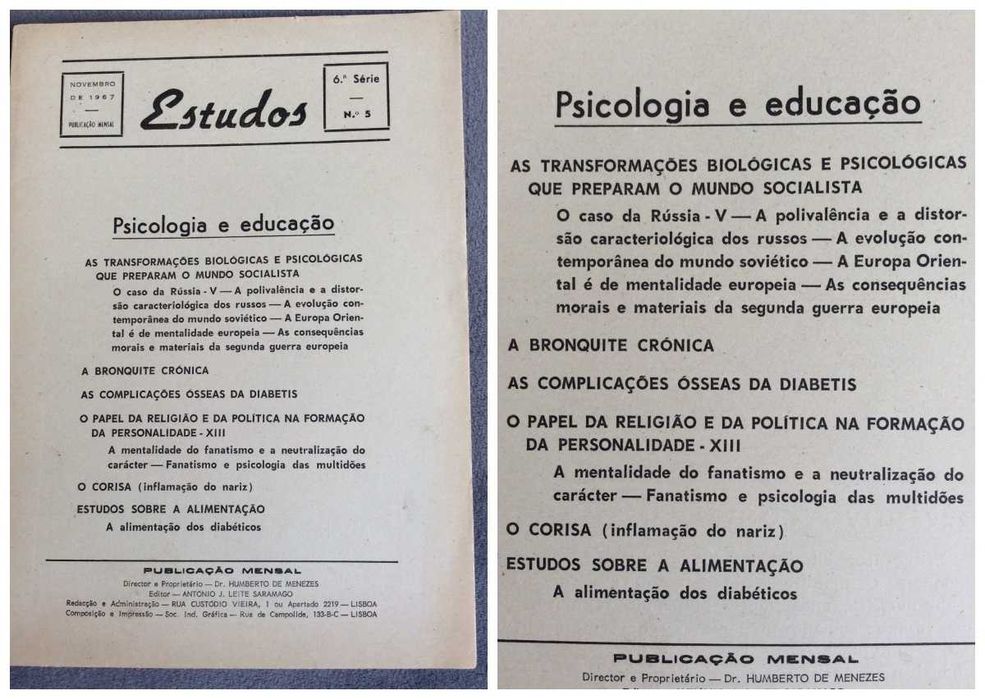 NOVEMBRO
DE 1967
—
PUBLICAÇÃO MENSAL
Estudos
6.ª Série
—
N.º 5
Psicologia e educação
AS TRANSFORMAÇÕES BIOLÓGICAS E PSICOLÓGICAS
QUE PREPARAM O MUNDO SOCIALISTA
O caso da Rússia - V — A polivalência e a distor-
são caracteriológica dos russos — A evolução con-
temporânea do mundo soviético — A Europa Orien-
tal é de mentalidade europeia — As consequências
morais e materiais da segunda guerra europeia
A BRONQUITE CRÓNICA
AS COMPLICAÇÕES ÓSSEAS DA DIABETIS
O PAPEL DA RELIGIÃO E DA POLÍTICA NA FORMAÇÃO
DA PERSONALIDADE - XIII
A mentalidade do fanatismo e a neutralização do
carácter — Fanatismo e psicologia das multidões
O CORISA (inflamação do nariz)
ESTUDOS SOBRE A ALIMENTAÇÃO
A alimentação dos diabéticos
PUBLICAÇÃO MENSAL
Director e Proprietário — Dr. HUMBERTO DE MENEZES
Editor — ANTONIO J. LEITE SARAMAGO
Redacção e Administração — RUA CUSTÓDIO VIEIRA, 1 ou Apartado 2219 — LISBOA
Composição e Impressão — Soc. Ind. Gráfica — Rua de Campolide, 133-B-C — LISBOA
Psicologia e educação
AS TRANSFORMAÇÕES BIOLÓGICAS E PSICOLÓGICAS
QUE PREPARAM O MUNDO SOCIALISTA
O caso da Rússia - V — A polivalência e a distor-
são caracteriológica dos russos — A evolução con-
temporânea do mundo soviético — A Europa Orien-
tal é de mentalidade europeia — As consequências
morais e materiais da segunda guerra europeia
A BRONQUITE CRÓNICA
AS COMPLICAÇÕES ÓSSEAS DA DIABETIS
O PAPEL DA RELIGIÃO E DA POLÍTICA NA FORMAÇÃO
DA PERSONALIDADE - XIII
A mentalidade do fanatismo e a neutralização do
carácter — Fanatismo e psicologia das multidões
O CORISA (inflamação do nariz)
ESTUDOS SOBRE A ALIMENTAÇÃO
A alimentação dos diabéticos
PUBLICAÇÃO MENSAL
Director e Proprietário — Dr. HUMBERTO DE MENEZES